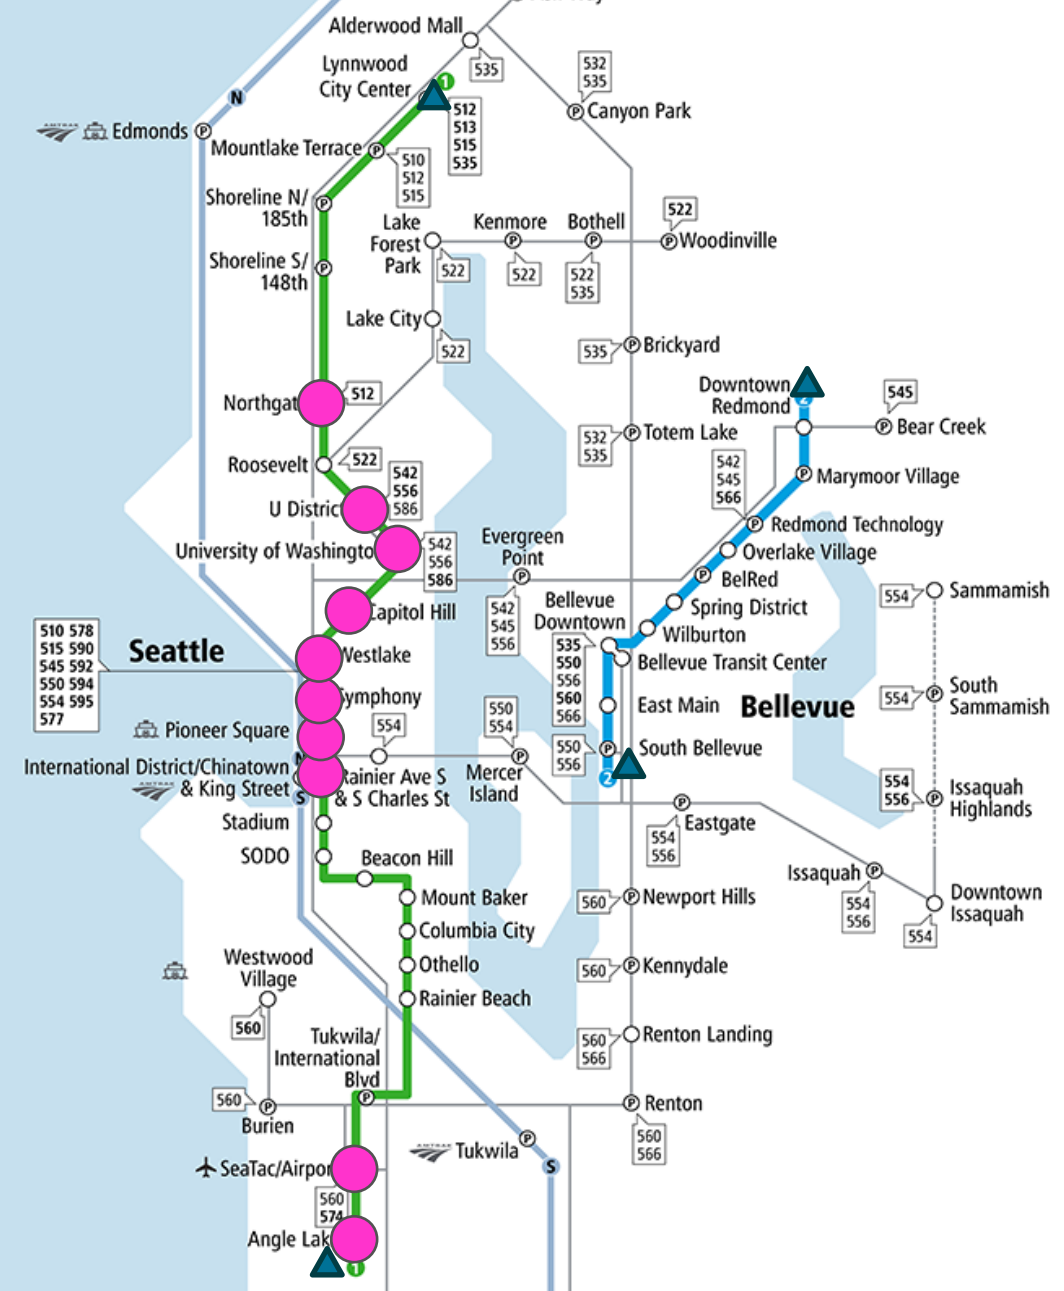 Alderwood Mall
535
Lynnwood
City Center
1
512
513
515
535
532
535
Canyon Park
N
AMTRAK
Edmonds
P
Mountlake Terrace
P
510
512
515
Shoreline N/
185th
P
Shoreline S/
148th
P
Lake
Forest
Park
522
Kenmore
P
522
Bothell
P
522
535
522
P
Woodinville
Lake City
522
535
P
Brickyard
Northgat
512
Downtown
Redmond
2
545
P
Bear Creek
532
535
P
Totem Lake
Roosevelt
522
542
556
586
U Distric
542
545
566
P
Marymoor Village
P
Redmond Technology
University of Washingto
542
556
586
Evergreen
Point
P
542
545
556
Overlake Village
P
BelRed
Spring District
Wilburton
Bellevue
Downtown
535
550
556
560
566
P
Bellevue Transit Center
554
Sammamish
Capitol Hill
510 578
515 590
545 592
550 594
554 595
577
Seattle
Westlake
Symphony
Pioneer Square
554
550
554
P
Mercer
Island
East Main
Bellevue
554
P
South
Sammamish
550
556
P
South Bellevue
2
N
International District/Chinatown
AMTRAK
& King Street
S
Rainier Ave S
& S Charles St
554
556
P
Issaquah
Highlands
P
Eastgate
554
556
Stadium
SODO
Beacon Hill
Issaquah
P
554
556
Downtown
Issaquah
554
Mount Baker
560
P
Newport Hills
Columbia City
Othello
560
P
Kennydale
Westwood
Village
560
Rainier Beach
Tukwila/
International
Blvd
P
560
566
Renton Landing
560
P
Burien
P
Renton
560
566
AMTRAK
Tukwila
P
S
SeaTac/Airpor
560
574
Angle Lak
1